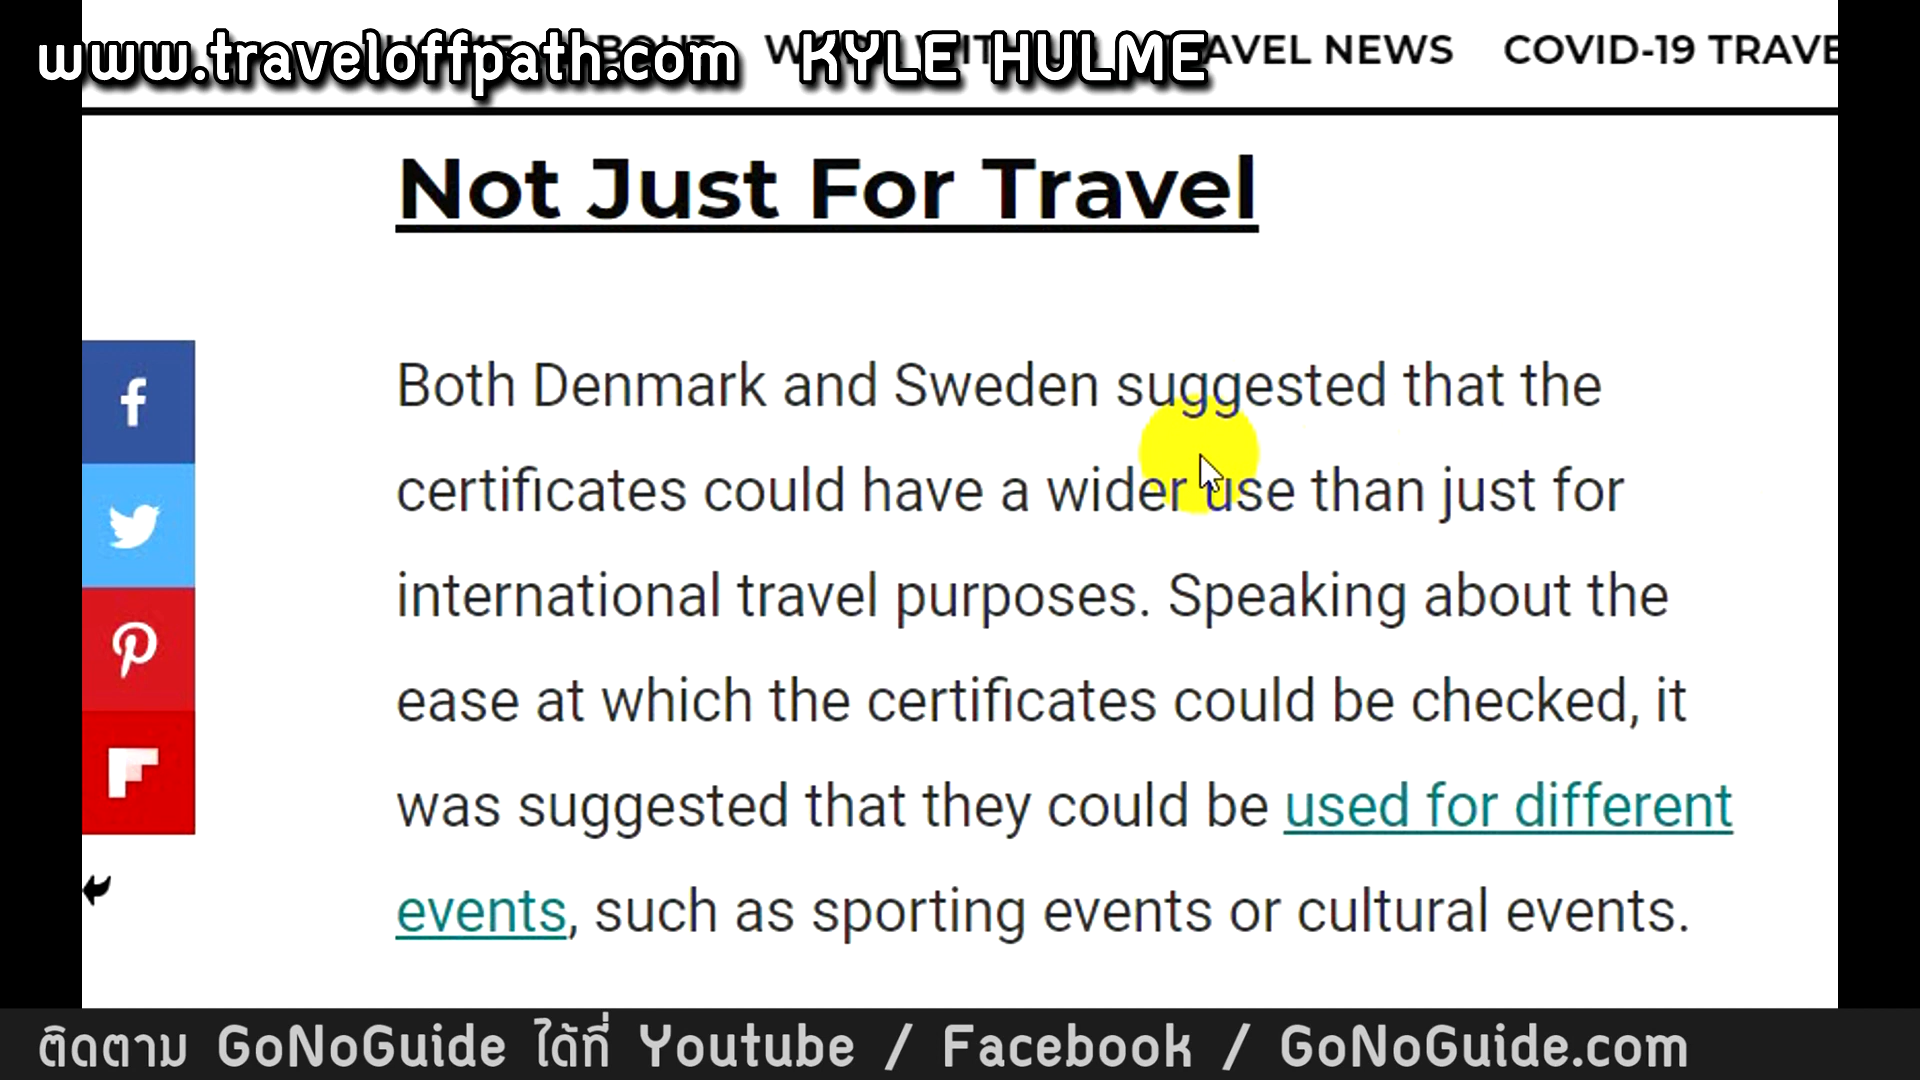 www.traveloffpath.com KYLE HULME
TRAVEL NEWS COVID-19 TRAVE
Not Just For Travel
Both Denmark and Sweden suggested that the
certificates could have a wider use than just for
international travel purposes. Speaking about the
ease at which the certificates could be checked, it
was suggested that they could be used for different
events, such as sporting events or cultural events.
ติดตาม GoNoGuide ได้ที่ Youtube / Facebook / GoNoGuide.com